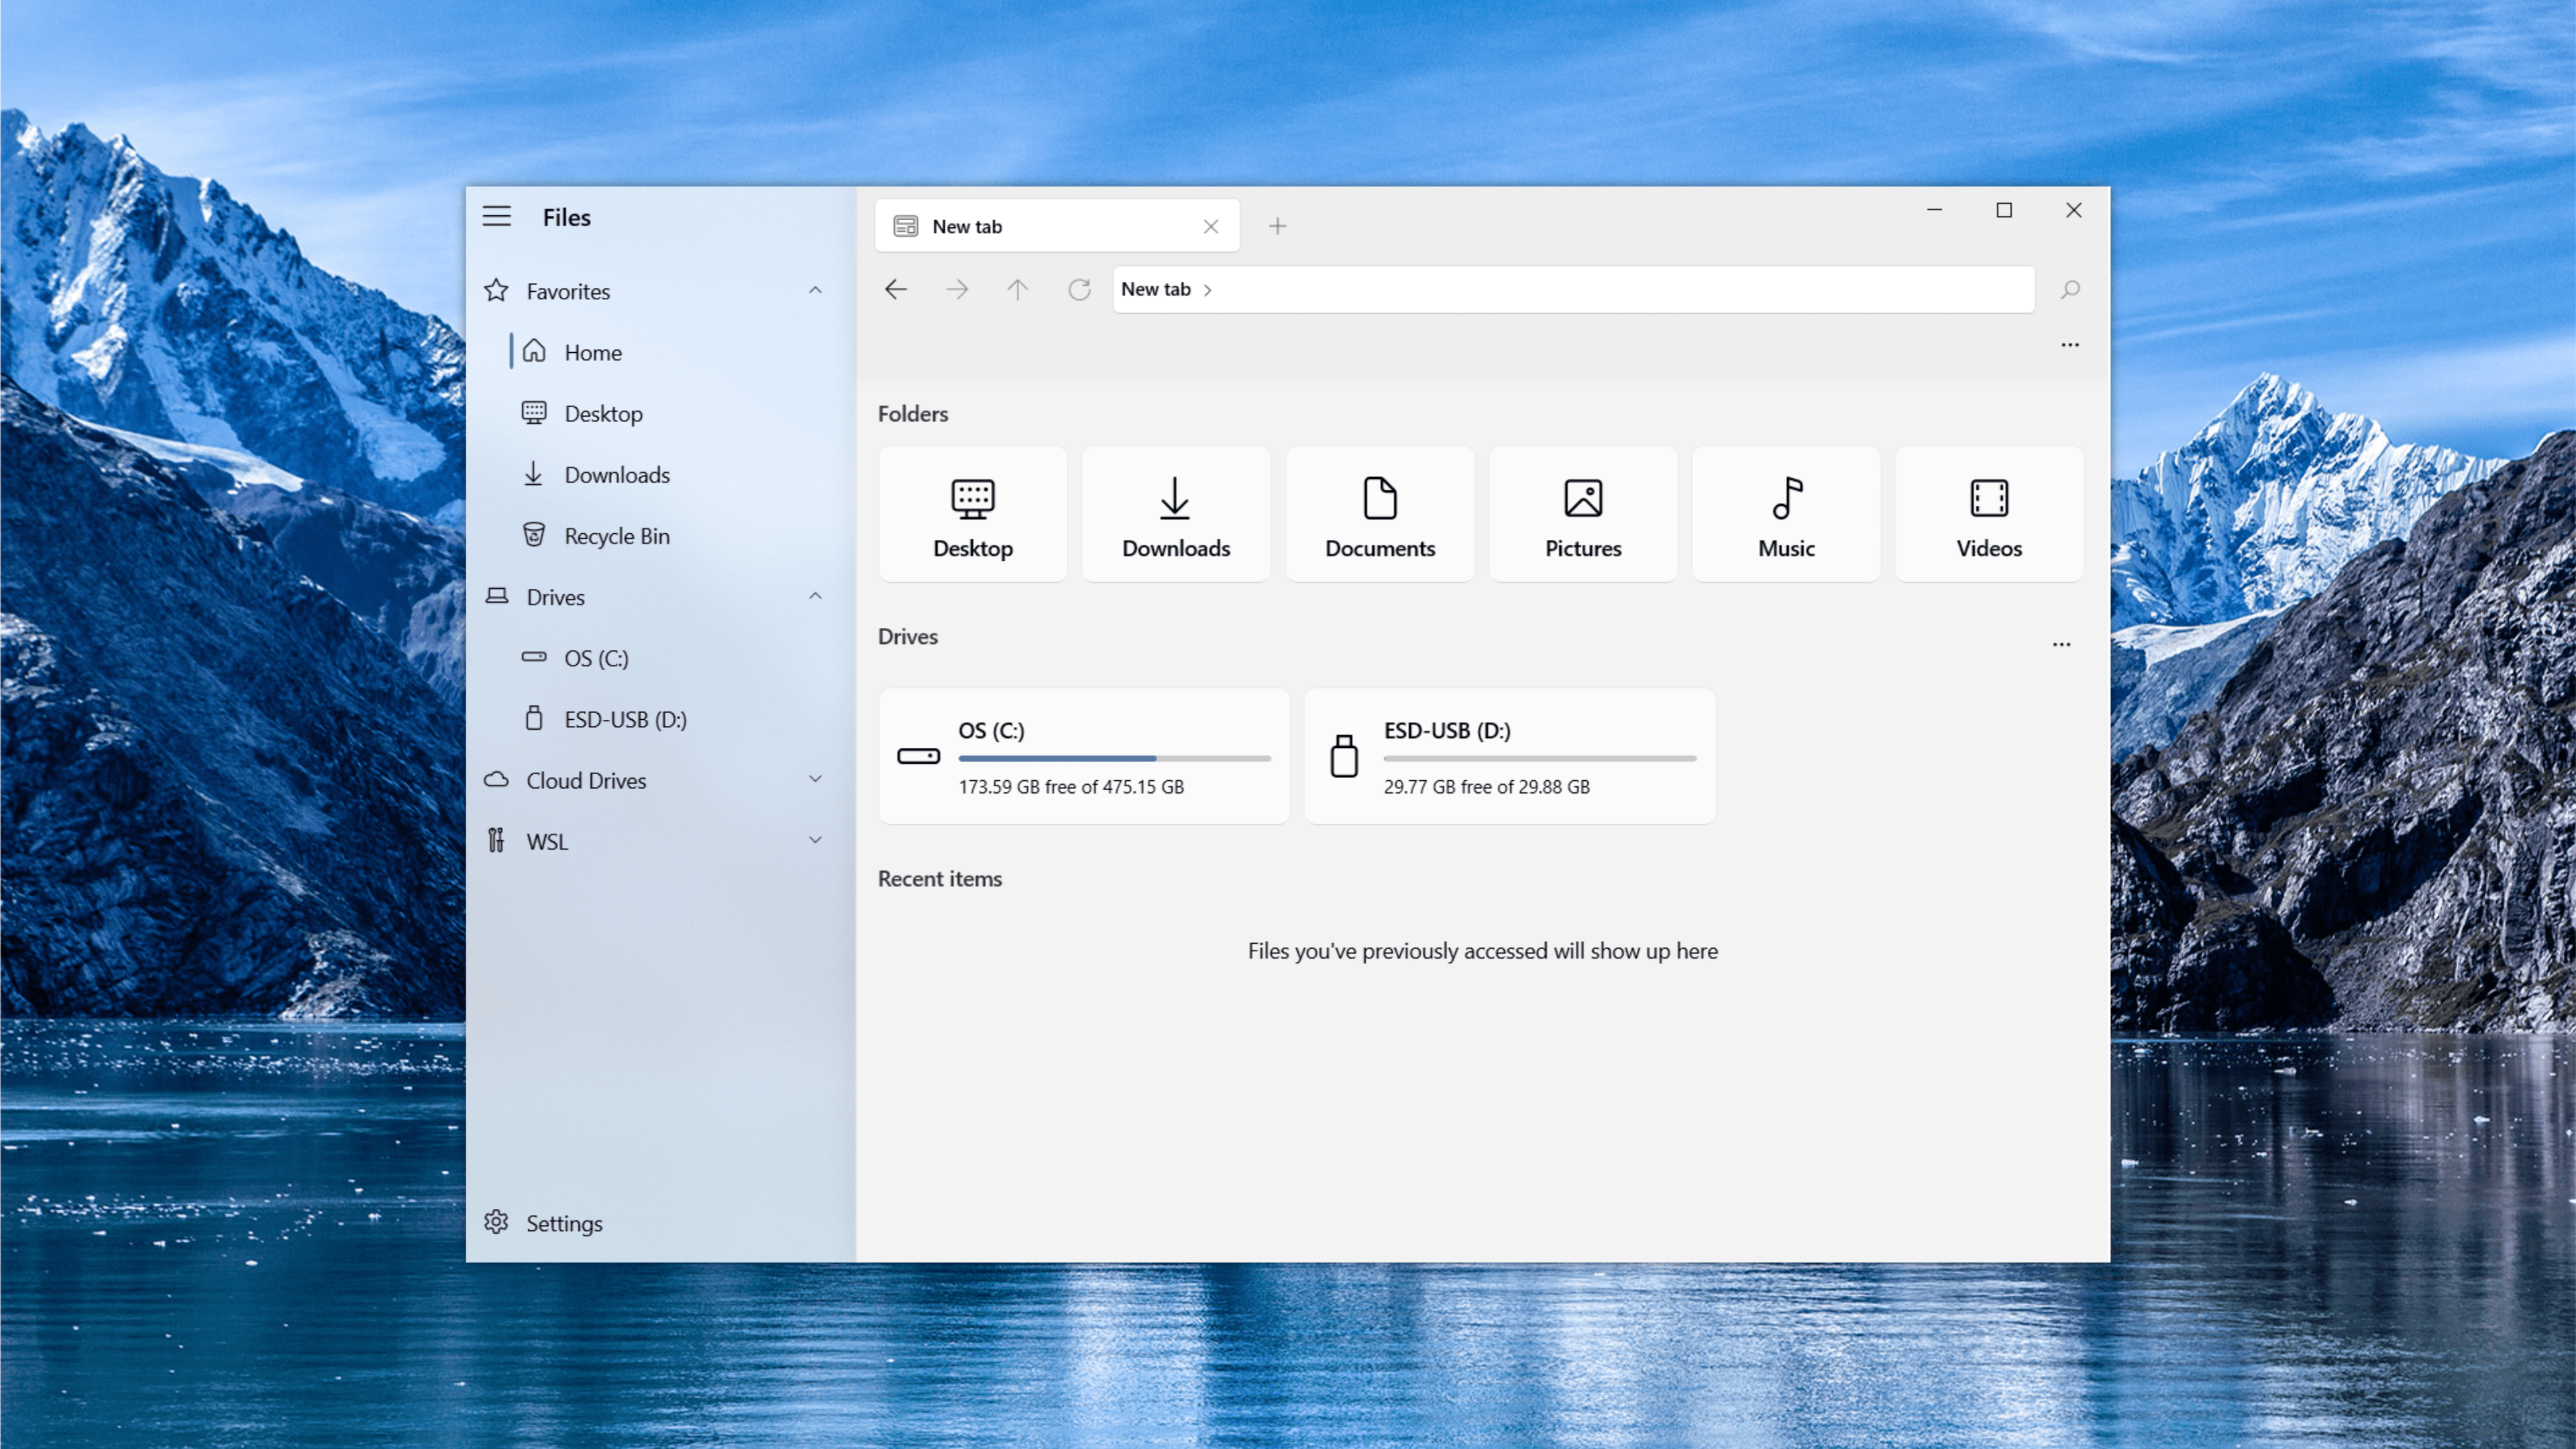 Files
Favorites
Home
Desktop
Downloads
Recycle Bin
Drives
OS (C:)
ESD-USB (D:)
Cloud Drives
WSL
Settings
New tab
New tab
Folders
Desktop
Downloads
Documents
Pictures
Music
Videos
Drives
OS (C:)
173.59 GB free of 475.15 GB
ESD-USB (D:)
29.77 GB free of 29.88 GB
Recent items
Files you've previously accessed will show up here